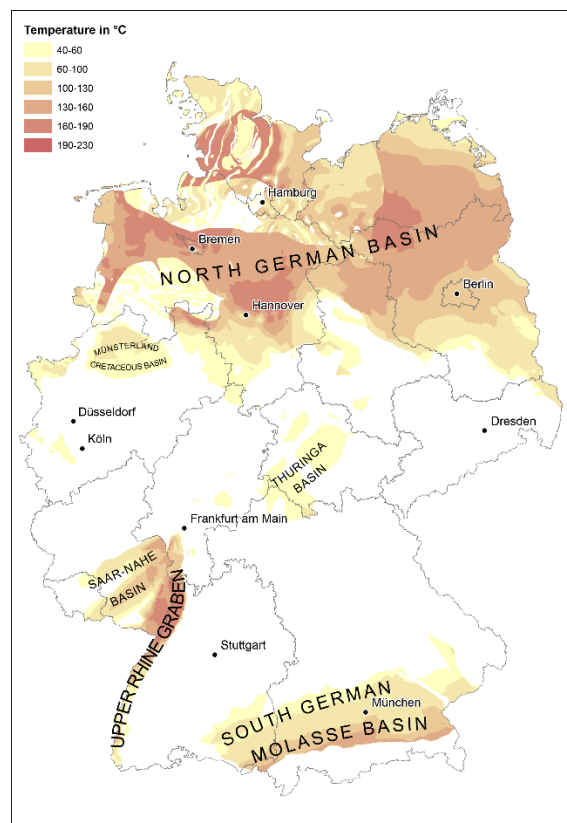 Temperature in °C
40-60
60-100
100-130
130-160
160-190
190-230
Hamburg
Bremen
NORTH GERMAN BASIN
Berlin
Hannover
MÜNSTERLAND
CRETACEOUS BASIN
Düsseldorf
Köln
Dresden
THURINGA
BASIN
Frankfurt am Main
SAAR-NAHE
BASIN
UPPER RHINE GRABEN
Stuttgart
SOUTH GERMAN
MOLASSE BASIN
München